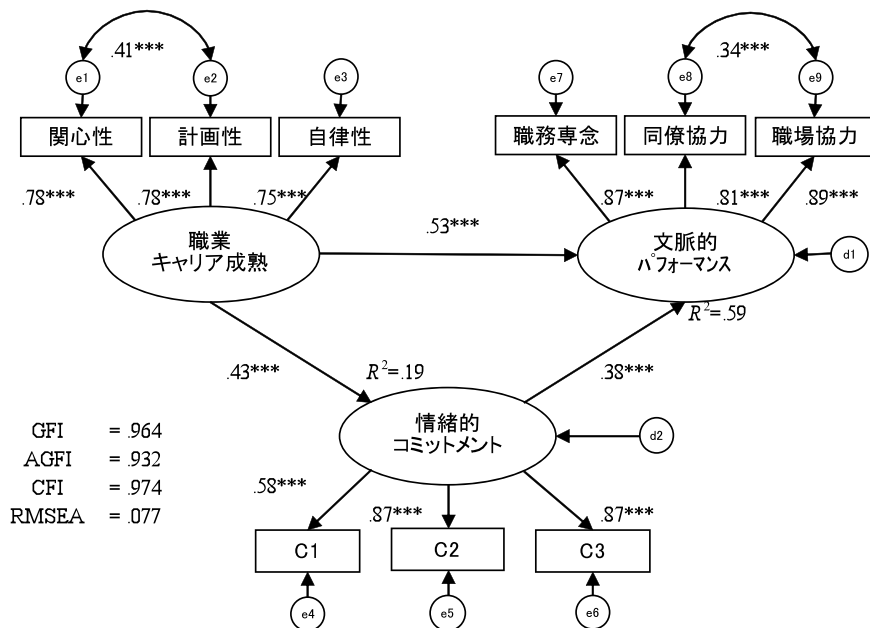 .41***
.34***
e1
e2
e3
e7
e8
e9
関心性
計画性
自律性
職務専念
同僚協力
職場協力
.78***
.78***
.75***
.87***
.81***
.89***
職業
キャリア成熟
.53***
文脈的
パフォーマンス
d1
R²=.59
.43***
R²=.19
.38***
情緒的
コミットメント
d2
GFI = .964
AGFI = .932
CFI = .974
RMSEA = .077
.58***
.87***
.87***
C1
C2
C3
e4
e5
e6